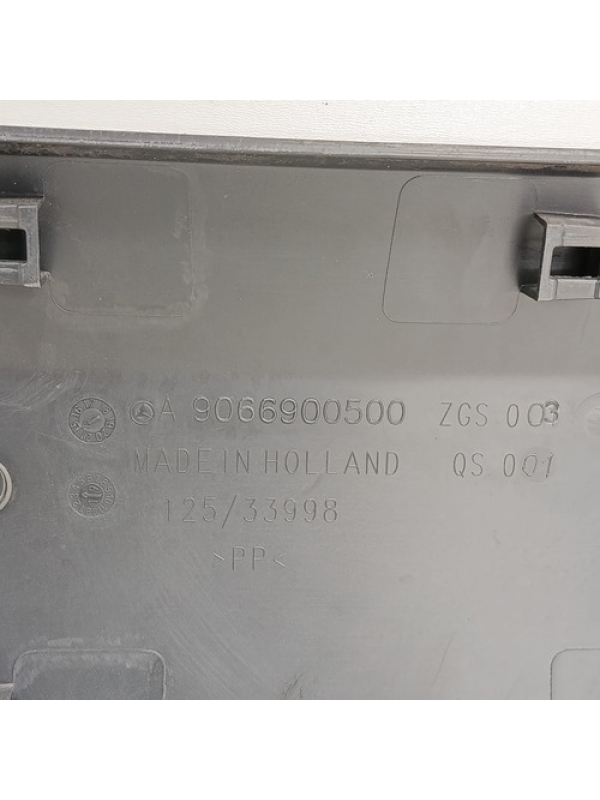 A 9066900500 ZGS 003
MADE IN HOLLAND QS 001
125/33998
>PP<